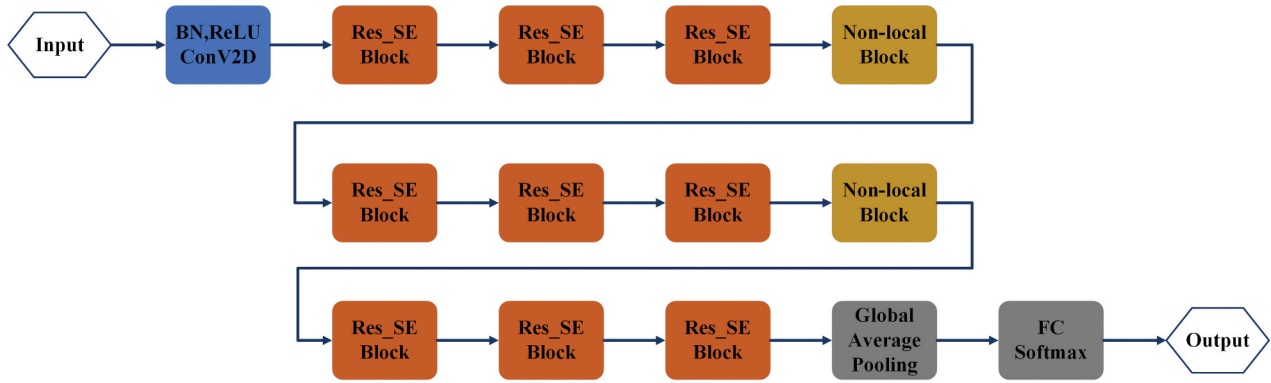 Input
BN,ReLU
ConV2D
Res_SE
Block
Res_SE
Block
Res_SE
Block
Non-local
Block
Res_SE
Block
Res_SE
Block
Res_SE
Block
Non-local
Block
Res_SE
Block
Res_SE
Block
Res_SE
Block
Global
Average
Pooling
FC
Softmax
Output